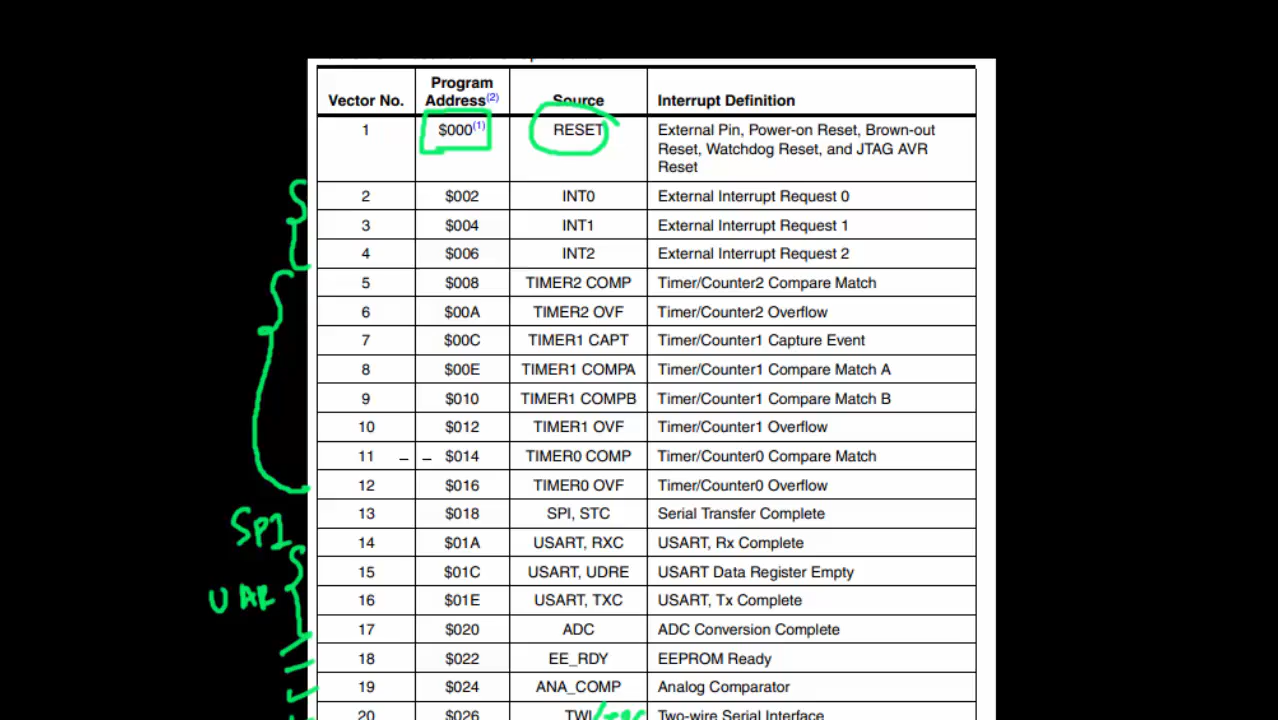 Vector No. Program Address(2) Source Interrupt Definition
1 $000(1) RESET External Pin, Power-on Reset, Brown-out
Reset, Watchdog Reset, and JTAG AVR
Reset
2 $002 INT0 External Interrupt Request 0
3 $004 INT1 External Interrupt Request 1
4 $006 INT2 External Interrupt Request 2
5 $008 TIMER2 COMP Timer/Counter2 Compare Match
6 $00A TIMER2 OVF Timer/Counter2 Overflow
7 $00C TIMER1 CAPT Timer/Counter1 Capture Event
8 $00E TIMER1 COMPA Timer/Counter1 Compare Match A
9 $010 TIMER1 COMPB Timer/Counter1 Compare Match B
10 $012 TIMER1 OVF Timer/Counter1 Overflow
11 $014 TIMER0 COMP Timer/Counter0 Compare Match
12 $016 TIMER0 OVF Timer/Counter0 Overflow
13 $018 SPI, STC Serial Transfer Complete
SPI
14 $01A USART, RXC USART, Rx Complete
15 $01C USART, UDRE USART Data Register Empty
16 $01E USART, TXC USART, Tx Complete
UAR
17 $020 ADC ADC Conversion Complete
18 $022 EE_RDY EEPROM Ready
19 $024 ANA_COMP Analog Comparator
20 $026 TWI Two-wire Serial Interface